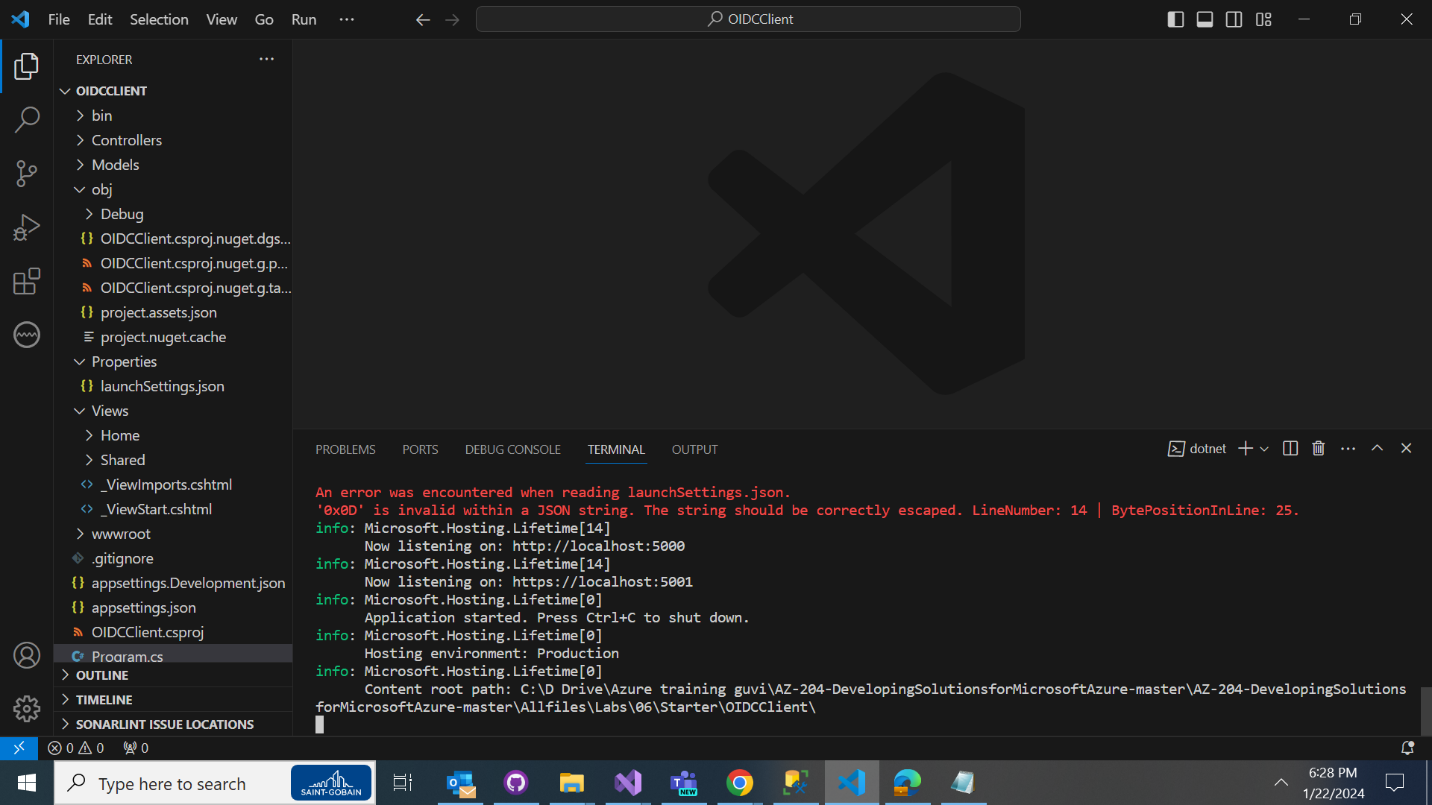 File Edit Selection View Go Run ···
OIDCClient
EXPLORER
OIDCCLIENT
bin
Controllers
Models
obj
Debug
OIDCClient.csproj.nuget.dgs...
OIDCClient.csproj.nuget.g.p...
OIDCClient.csproj.nuget.g.ta...
project.assets.json
project.nuget.cache
Properties
launchSettings.json
Views
Home
Shared
_ViewImports.cshtml
_ViewStart.cshtml
wwwroot
.gitignore
appsettings.Development.json
appsettings.json
OIDCClient.csproj
Program.cs
OUTLINE
TIMELINE
SONARLINT ISSUE LOCATIONS
PROBLEMS PORTS DEBUG CONSOLE TERMINAL OUTPUT
dotnet
An error was encountered when reading launchSettings.json.
'0x0D' is invalid within a JSON string. The string should be correctly escaped. LineNumber: 14 | BytePositionInLine: 25.
info: Microsoft.Hosting.Lifetime[14]
Now listening on: http://localhost:5000
info: Microsoft.Hosting.Lifetime[14]
Now listening on: https://localhost:5001
info: Microsoft.Hosting.Lifetime[0]
Application started. Press Ctrl+C to shut down.
info: Microsoft.Hosting.Lifetime[0]
Hosting environment: Production
info: Microsoft.Hosting.Lifetime[0]
Content root path: C:\D Drive\Azure training guvi\AZ-204-DevelopingSolutionsforMicrosoftAzure-master\AZ-204-DevelopingSolutions
forMicrosoftAzure-master\Allfiles\Labs\06\Starter\OIDCClient\
0 0 0
Type here to search
SAINT-GOBAIN
NEW
6:28 PM
1/22/2024